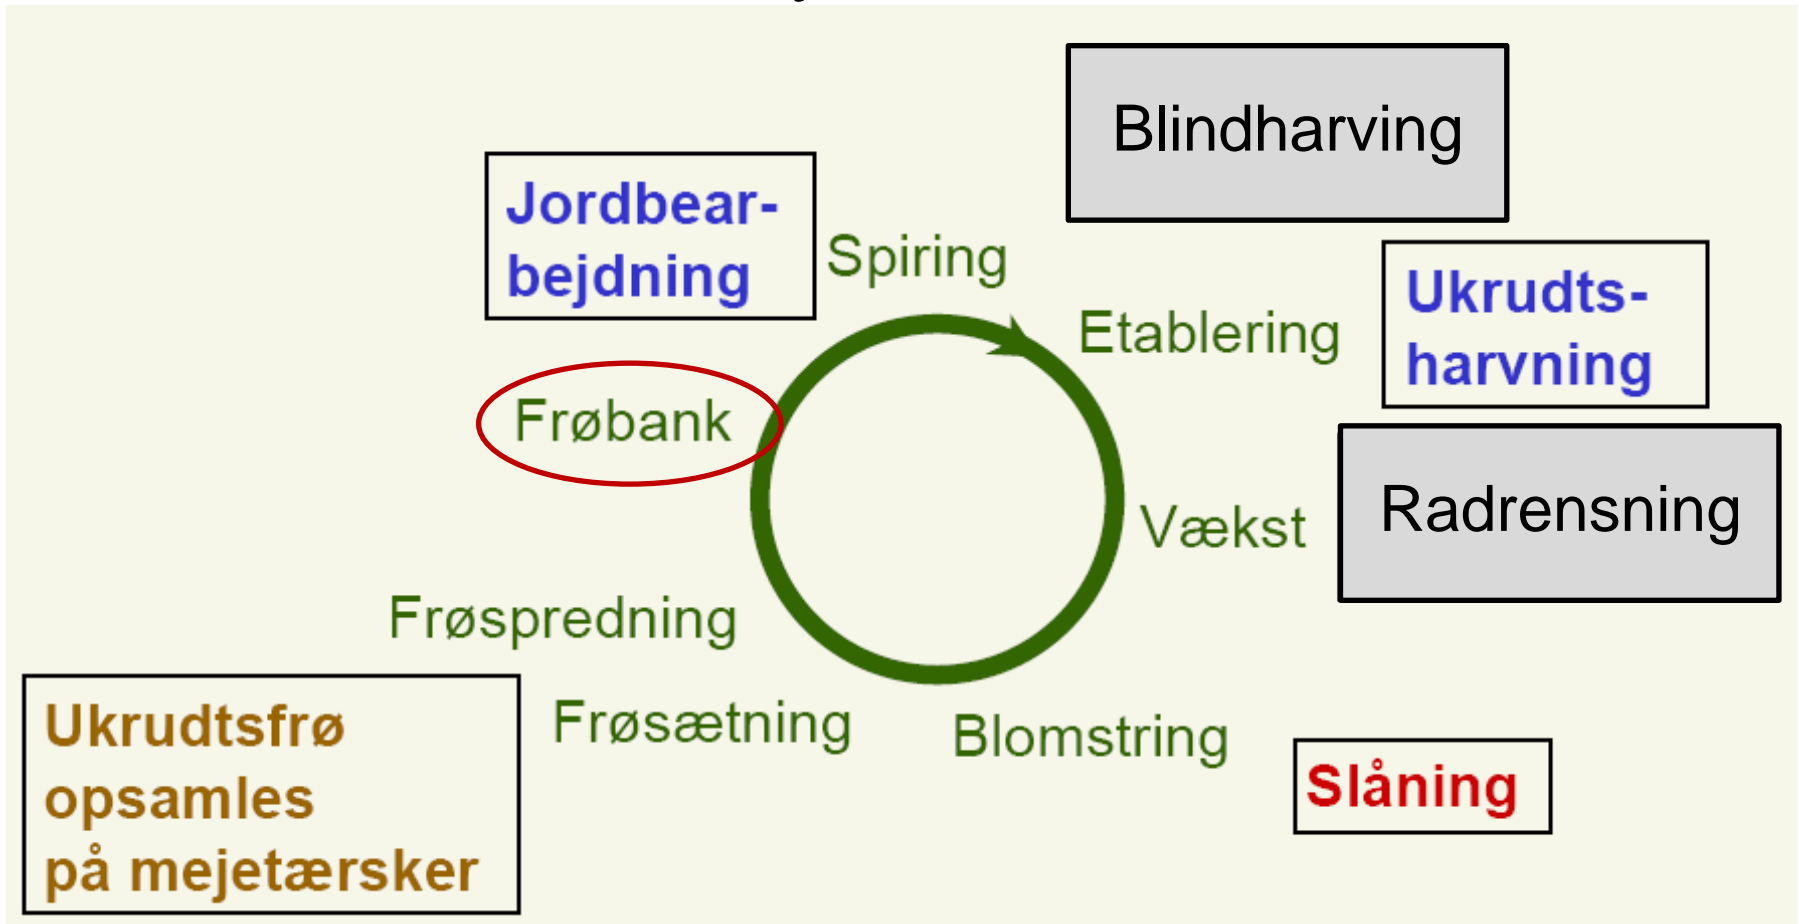 Blindharving
Jordbear-
bejdning
Spiring
Ukrudts-
harvning
Etablering
Frøbank
Radrensning
Vækst
Frøspredning
Ukrudtsfrø
opsamles
på mejetærsker
Frøsætning
Blomstring
Slåning